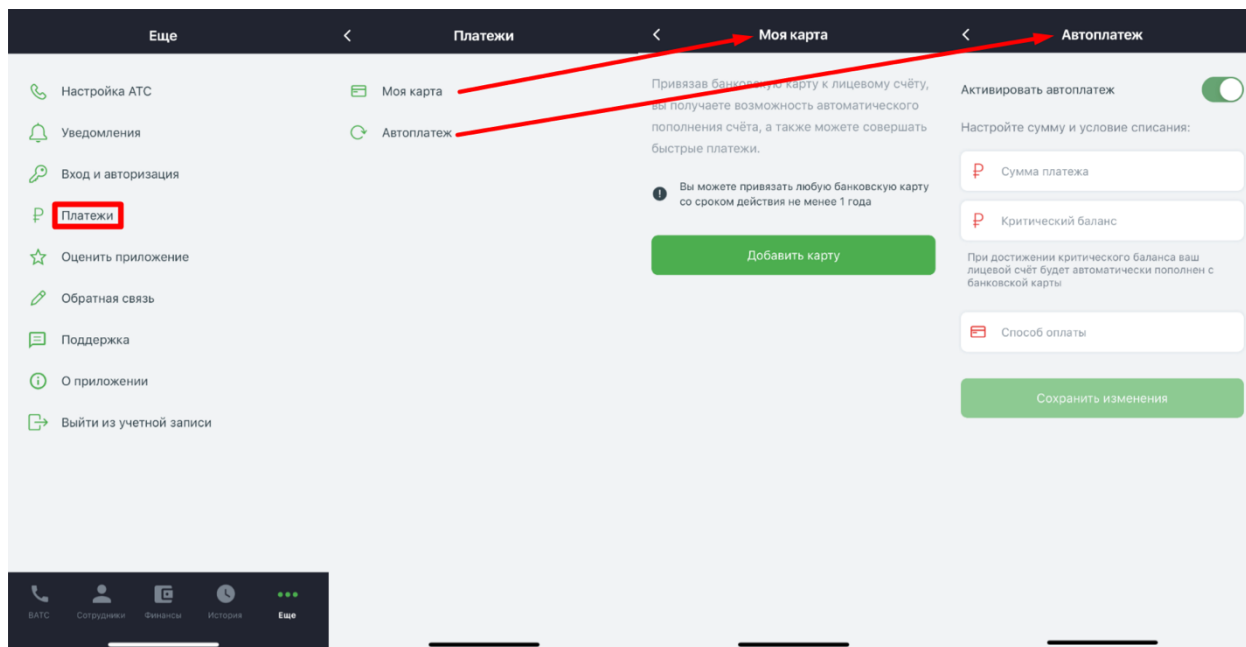 Еще
Настройка АТС
Уведомления
Вход и авторизация
Платежи
Оценить приложение
Обратная связь
Поддержка
О приложении
Выйти из учетной записи
ВАТС
Сотрудники
Финансы
История
Еще
Платежи
Моя карта
Автоплатеж
Моя карта
Привязав банковскую карту к лицевому счёту,
вы получаете возможность автоматического
пополнения счёта, а также можете совершать
быстрые платежи.
Вы можете привязать любую банковскую карту
со сроком действия не менее 1 года
Добавить карту
Автоплатеж
Активировать автоплатеж
Настройте сумму и условие списания:
Сумма платежа
Критический баланс
При достижении критического баланса ваш
лицевой счёт будет автоматически пополнен с
банковской карты
Способ оплаты
Сохранить изменения